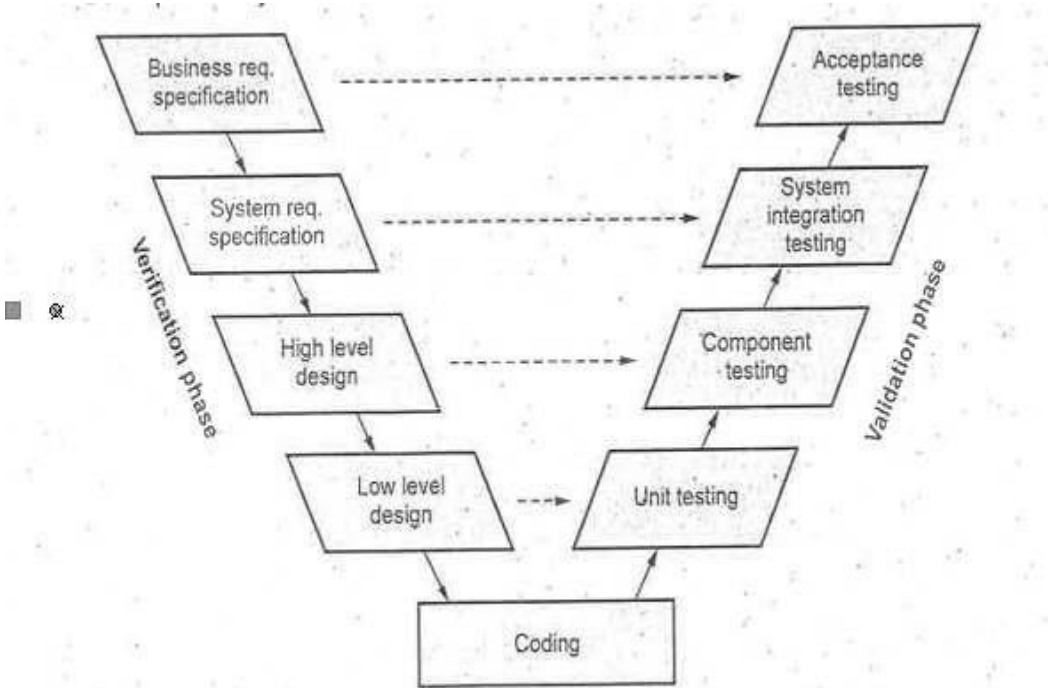 Business req.
specification
Acceptance
testing
System req.
specification
System
integration
testing
Verification phase
Validation phase
High level
design
Component
testing
Low level
design
Unit testing
Coding